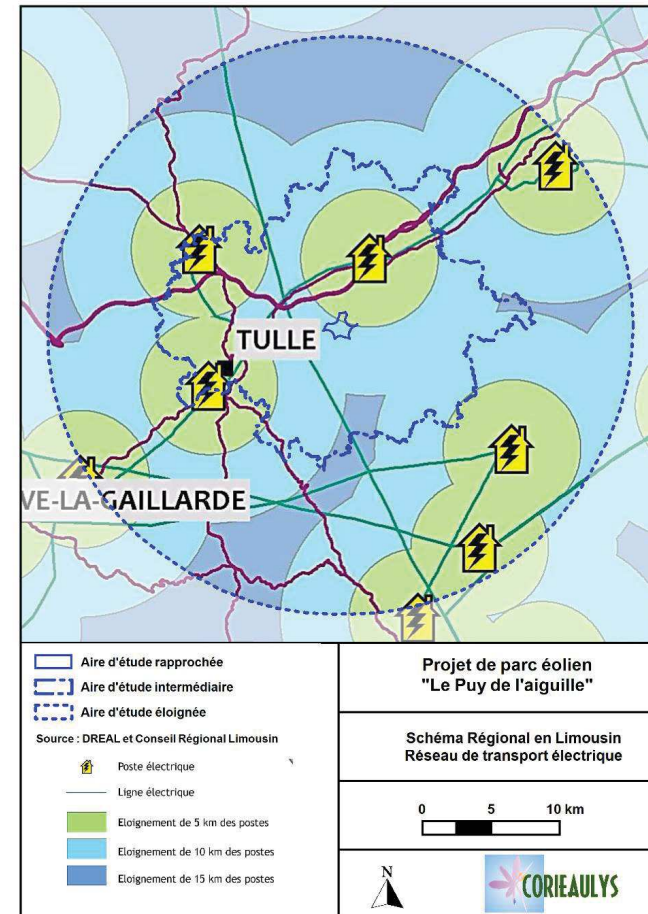 TULLE
VE-LA-GAILLARDE
Aire d'étude rapprochée
Aire d'étude intermédiaire
Aire d'étude éloignée
Source : DREAL et Conseil Régional Limousin
Poste électrique
Ligne électrique
Eloignement de 5 km des postes
Eloignement de 10 km des postes
Eloignement de 15 km des postes
Projet de parc éolien
"Le Puy de l'aiguille"
Schéma Régional en Limousin
Réseau de transport électrique
0 5 10 km
N
CORIEAULYS